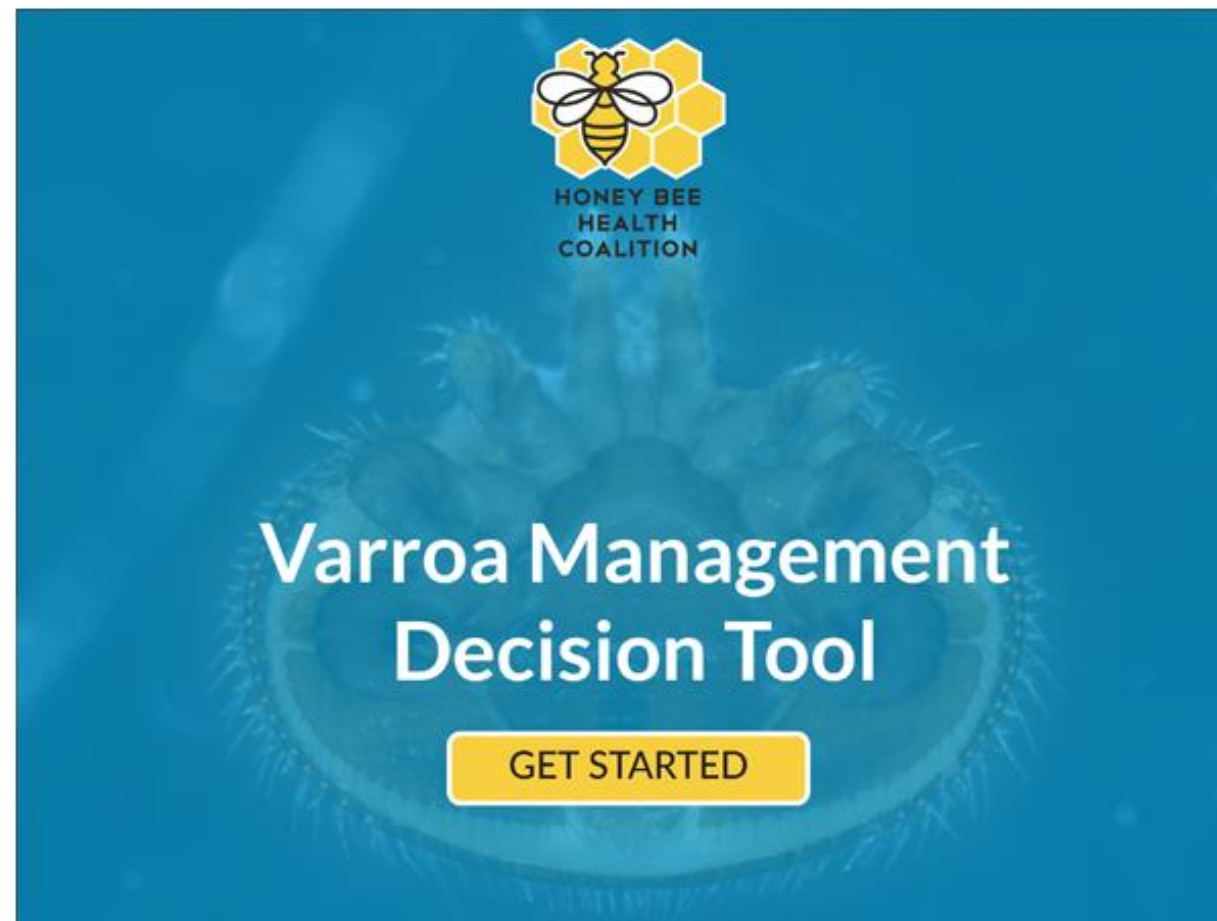 HONEY BEE
HEALTH
COALITION
Varroa Management
Decision Tool
GET STARTED